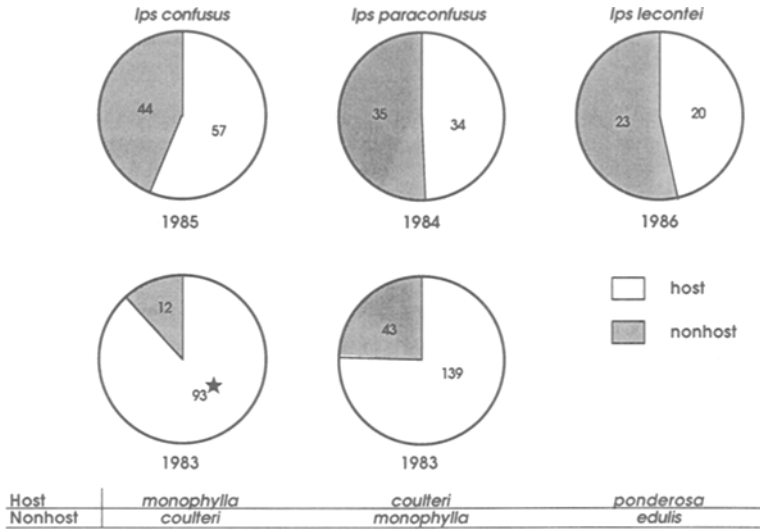 Ips confusus Ips paraconfusus Ips lecontei
44 57 35 34 23 20
1985 1984 1986
12 43 host
nonhost
93★ 139
1983 1983
Host monophylla coulteri ponderosa
Nonhost coulteri monophylla edulis